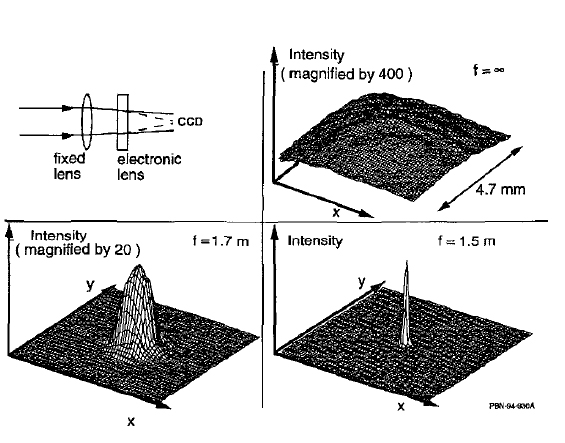 CCD
fixed
lens
electronic
lens
Intensity
( magnified by 400 )
f = ∞
4.7 mm
x
Intensity
( magnified by 20 )
f = 1.7 m
y
x
Intensity
f = 1.5 m
y
x
PBN-94-930A